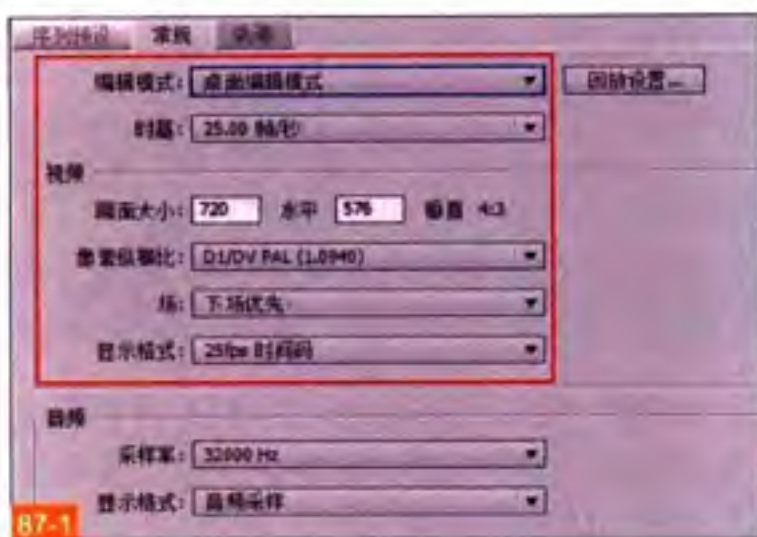 序列预设 常规 轨道
编辑模式: 桌面编辑模式
回放设置...
时基: 25.00 帧/秒
视频
画面大小: 720 水平 576 垂直 4:3
像素纵横比: D1/DV PAL (1.0940)
场: 下场优先
显示格式: 25fps 时间码
音频
采样率: 32000 Hz
显示格式: 音频采样
87-1